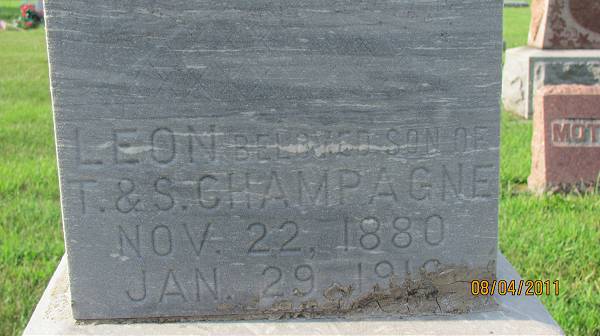 LEON BELOVED SON OF
T. & S. CHAMPAGNE
NOV. 22, 1880
JAN. 29,
MOT
08/04/2011